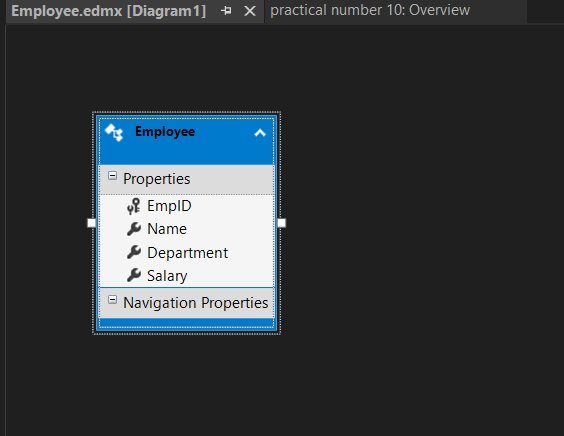 Employee.edmx [Diagram1] practical number 10: Overview
Employee
Properties
EmpID
Name
Department
Salary
Navigation Properties